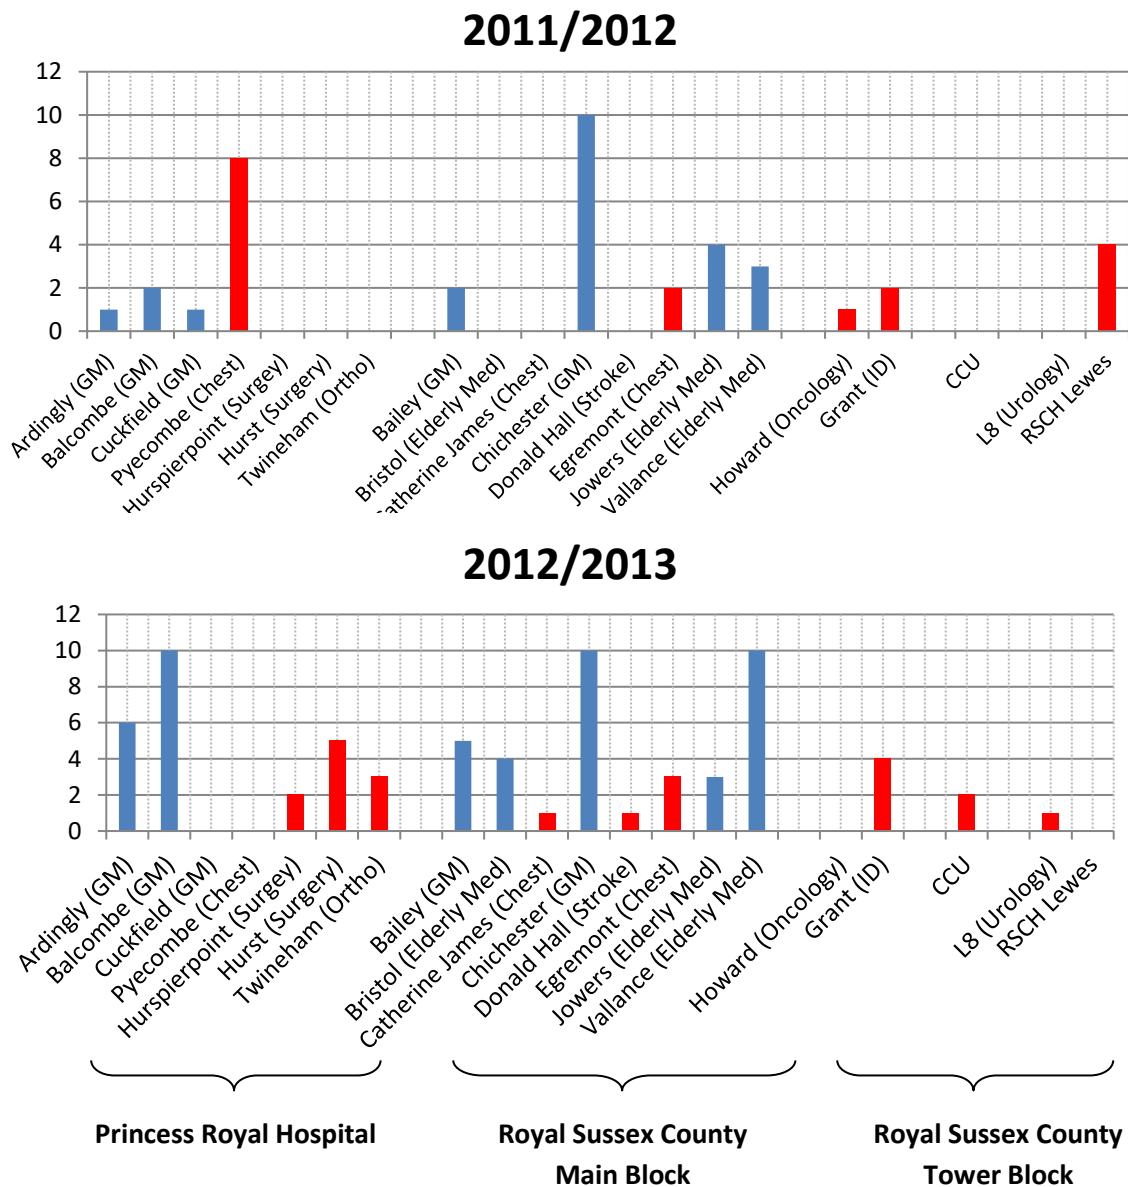 2011/2012
12
10
8
6
4
2
0
Ardingly (GM)
Balcombe (GM)
Cuckfield (GM)
Pyecombe (Chest)
Hurspierpoint (Surgey)
Hurst (Surgery)
Twineham (Ortho)
Bailey (GM)
Bristol (Elderly Med)
atherine James (Chest)
Chichester (GM)
Donald Hall (Stroke)
Egremont (Chest)
Jowers (Elderly Med)
Vallance (Elderly Med)
Howard (Oncology)
Grant (ID)
CCU
L8 (Urology)
RSCH Lewes
2012/2013
12
10
8
6
4
2
0
Ardingly (GM)
Balcombe (GM)
Cuckfield (GM)
Pyecombe (Chest)
Hurspierpoint (Surgey)
Hurst (Surgery)
Twineham (Ortho)
Bailey (GM)
Bristol (Elderly Med)
Catherine James (Chest)
Chichester (GM)
Donald Hall (Stroke)
Egremont (Chest)
Jowers (Elderly Med)
Vallance (Elderly Med)
Howard (Oncology)
Grant (ID)
CCU
L8 (Urology)
RSCH Lewes
Princess Royal Hospital
Royal Sussex County
Main Block
Royal Sussex County
Tower Block